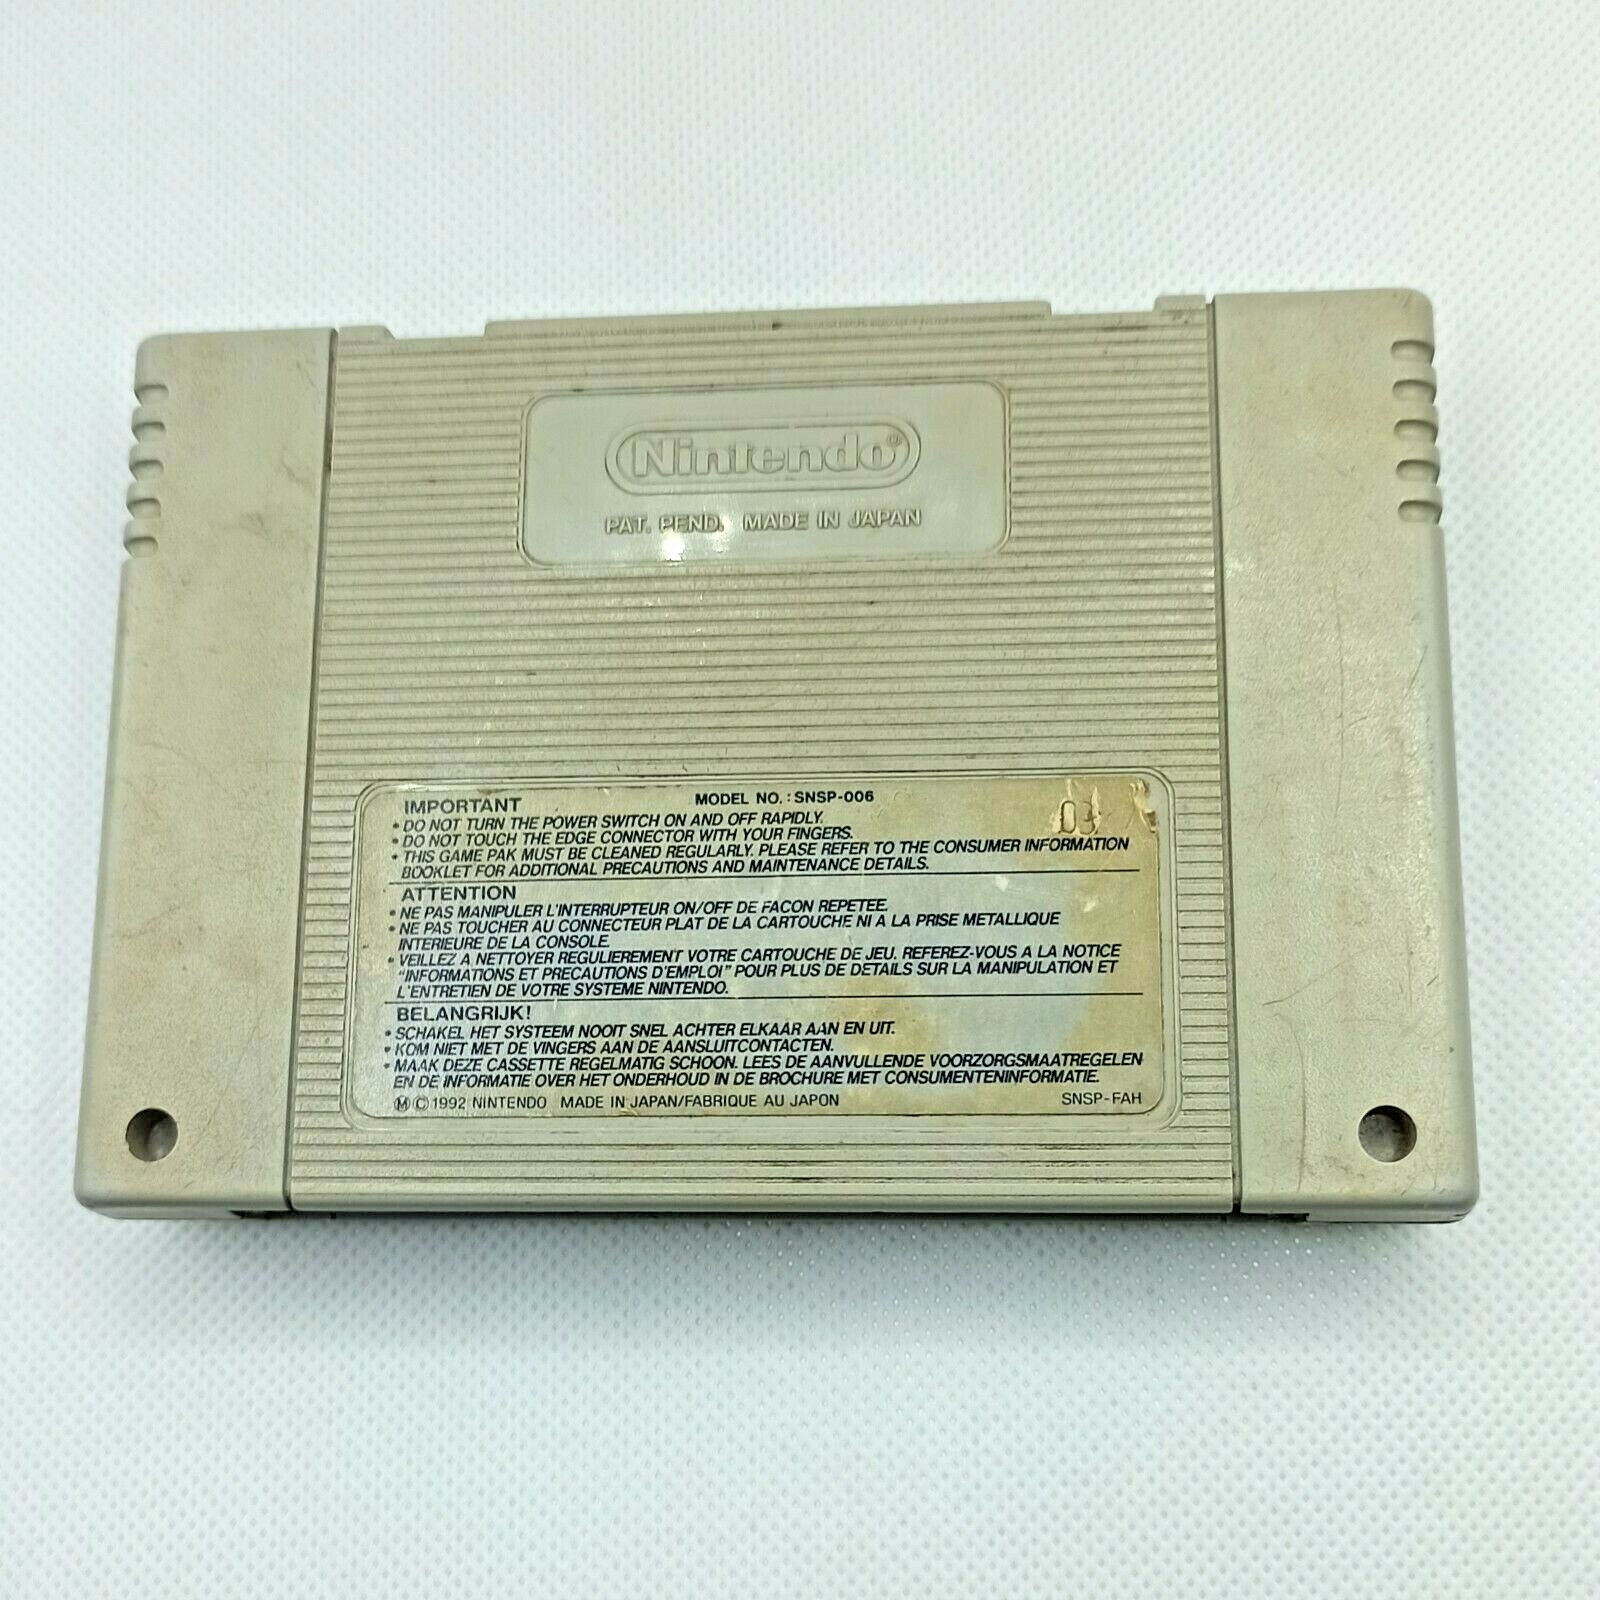 Nintendo®
PAT. PEND. MADE IN JAPAN
IMPORTANT MODEL NO.: SNSP-006
03
• DO NOT TURN THE POWER SWITCH ON AND OFF RAPIDLY.
• DO NOT TOUCH THE EDGE CONNECTOR WITH YOUR FINGERS.
• THIS GAME PAK MUST BE CLEANED REGULARLY. PLEASE REFER TO THE CONSUMER INFORMATION
BOOKLET FOR ADDITIONAL PRECAUTIONS AND MAINTENANCE DETAILS.
ATTENTION
• NE PAS MANIPULER L'INTERRUPTEUR ON/OFF DE FACON REPETEE.
• NE PAS TOUCHER AU CONNECTEUR PLAT DE LA CARTOUCHE NI A LA PRISE METALLIQUE
INTERIEURE DE LA CONSOLE.
• VEILLEZ A NETTOYER REGULIEREMENT VOTRE CARTOUCHE DE JEU. REFEREZ-VOUS A LA NOTICE
"INFORMATIONS ET PRECAUTIONS D'EMPLOI" POUR PLUS DE DETAILS SUR LA MANIPULATION ET
L'ENTRETIEN DE VOTRE SYSTEME NINTENDO.
BELANGRIJK!
• SCHAKEL HET SYSTEEM NOOIT SNEL ACHTER ELKAAR AAN EN UIT.
• KOM NIET MET DE VINGERS AAN DE AANSLUITCONTACTEN.
• MAAK DEZE CASSETTE REGELMATIG SCHOON. LEES DE AANVULLENDE VOORZORGSMAATREGELEN
EN DE INFORMATIE OVER HET ONDERHOUD IN DE BROCHURE MET CONSUMENTENINFORMATIE.
Ⓜ © 1992 NINTENDO MADE IN JAPAN/FABRIQUE AU JAPON SNSP-FAH